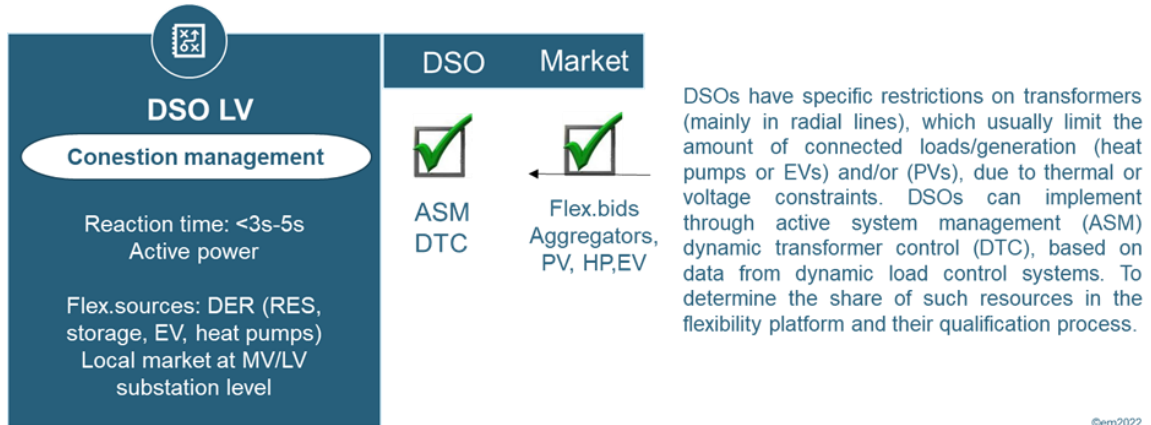 DSO LV
Conestion management
Reaction time: <3s-5s
Active power
Flex.sources: DER (RES,
storage, EV, heat pumps)
Local market at MV/LV
substation level
DSO
Market
ASM
DTC
Flex.bids
Aggregators,
PV, HP,EV
DSOs have specific restrictions on transformers
(mainly in radial lines), which usually limit the
amount of connected loads/generation (heat
pumps or EVs) and/or (PVs), due to thermal or
voltage constraints. DSOs can implement
through active system management (ASM)
dynamic transformer control (DTC), based on
data from dynamic load control systems. To
determine the share of such resources in the
flexibility platform and their qualification process.
©em2022